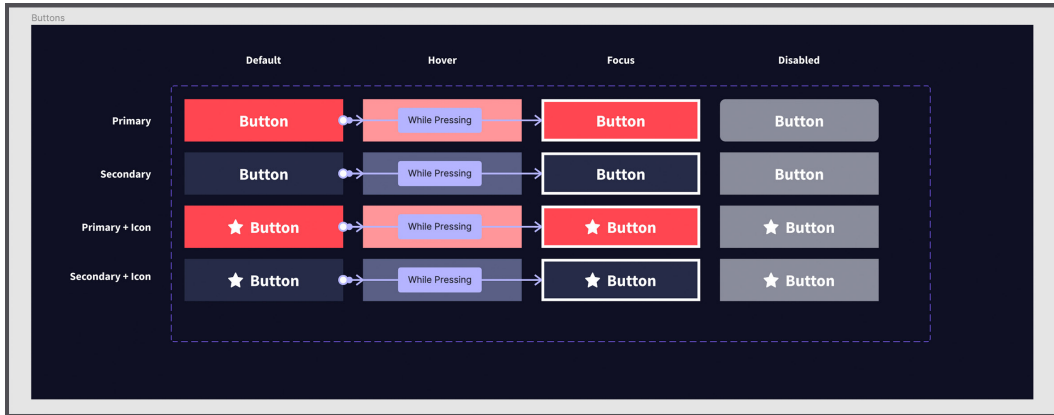 Buttons
Default Hover Focus Disabled
Primary Button While Pressing Button Button
Secondary Button While Pressing Button Button
Primary + Icon Button While Pressing Button Button
Secondary + Icon Button While Pressing Button Button